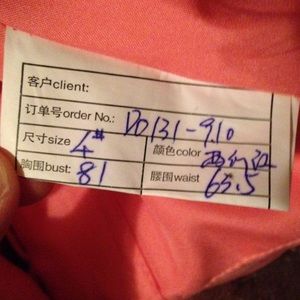 客户client:
订单号order No.: DD131-910
尺寸size 4# 颜色color 西瓜红
胸围bust: 81 腰围waist 65.5